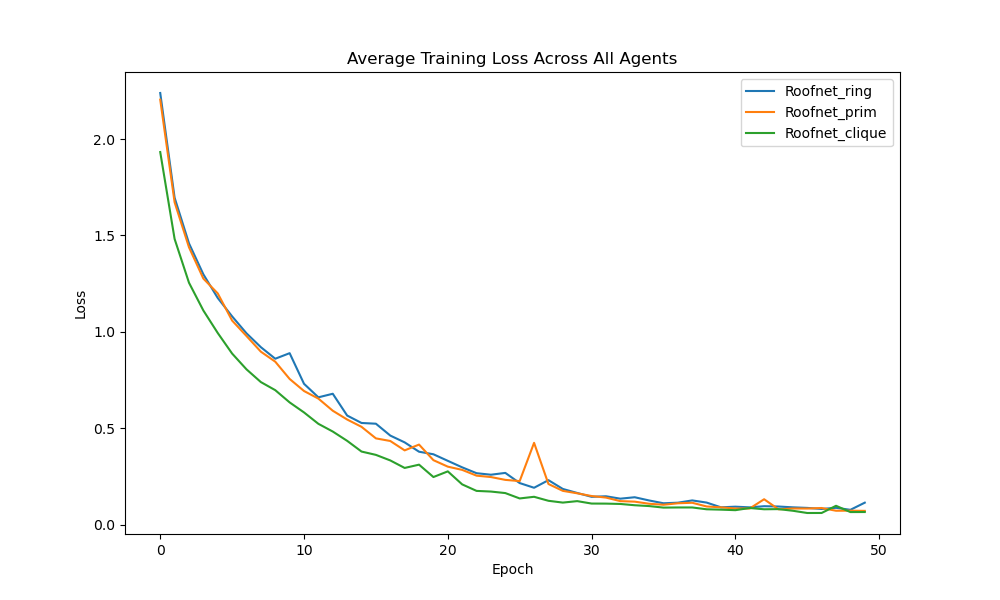 Average Training Loss Across All Agents
Roofnet_ring
Roofnet_prim
Roofnet_clique
2.0
1.5
1.0
0.5
0.0
Loss
0 10 20 30 40 50
Epoch